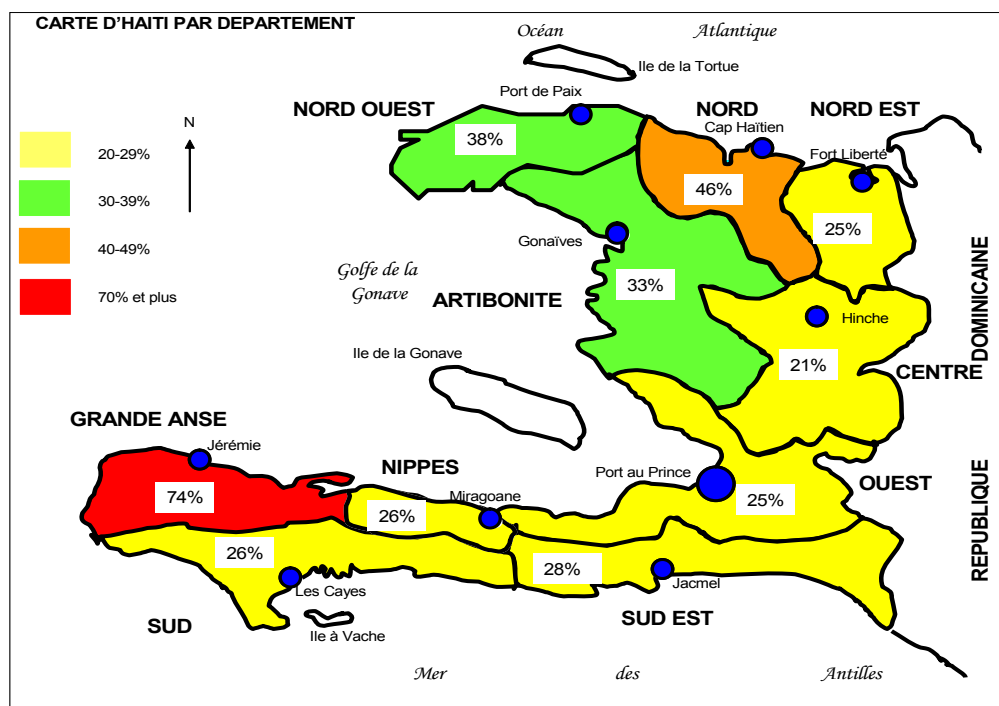 CARTE D'HAITI PAR DEPARTEMENT
Océan
Atlantique
Ile de la Tortue
Port de Paix
NORD OUEST
NORD
NORD EST
N
Cap Haïtien
38%
Fort Liberté
20-29%
46%
30-39%
25%
Gonaïves
40-49%
Golfe de la
Gonave
33%
70% et plus
ARTIBONITE
Hinche
DOMINICAINE
Ile de la Gonave
21%
CENTRE
GRANDE ANSE
Jérémie
NIPPES
Port au Prince
OUEST
74%
Miragoane
25%
26%
REPUBLIQUE
26%
28%
Les Cayes
Jacmel
SUD
Ile à Vache
SUD EST
Mer
des
Antilles